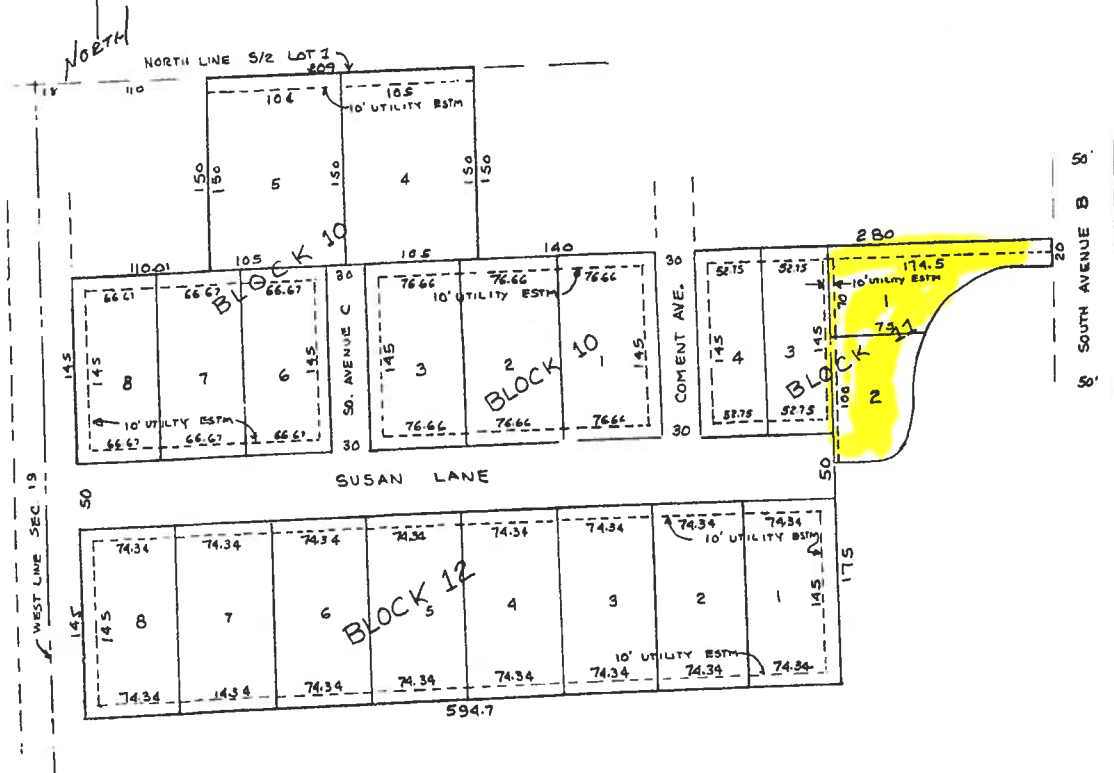 NORTH
NORTH LINE S/2 LOT 1
209
18 110
104 105
10' UTILITY ESTM
150 150 150 150 150
5 4
BLOCK 10
110.01 105 30 105 140 30
280
66.67 66.67 66.67
76.66 76.66 76.66
10' UTILITY ESTM
52.75 52.75
174.5
10' UTILITY ESTM
20
50'
SOUTH AVENUE B
50'
145 145 8 7 6 145
SO. AVENUE C
145 3 2 1 145
BLOCK 10
COMENT AVE.
145 4 3 145
70 1
75
BLOCK 11
100 2
10' UTILITY ESTM
66.67 66.67 66.67
30
76.66 76.66 76.66
30
52.75 52.75
50
SUSAN LANE
50
WEST LINE SEC. 19
74.34 74.34 74.34 74.34 74.34 74.34 74.34 74.34
10' UTILITY ESTM
145 145 8 7 6 5 4 3 2 1 145 175
BLOCK 12
10' UTILITY ESTM
74.34 74.34 74.34 74.34 74.34 74.34 74.34 74.34
594.7